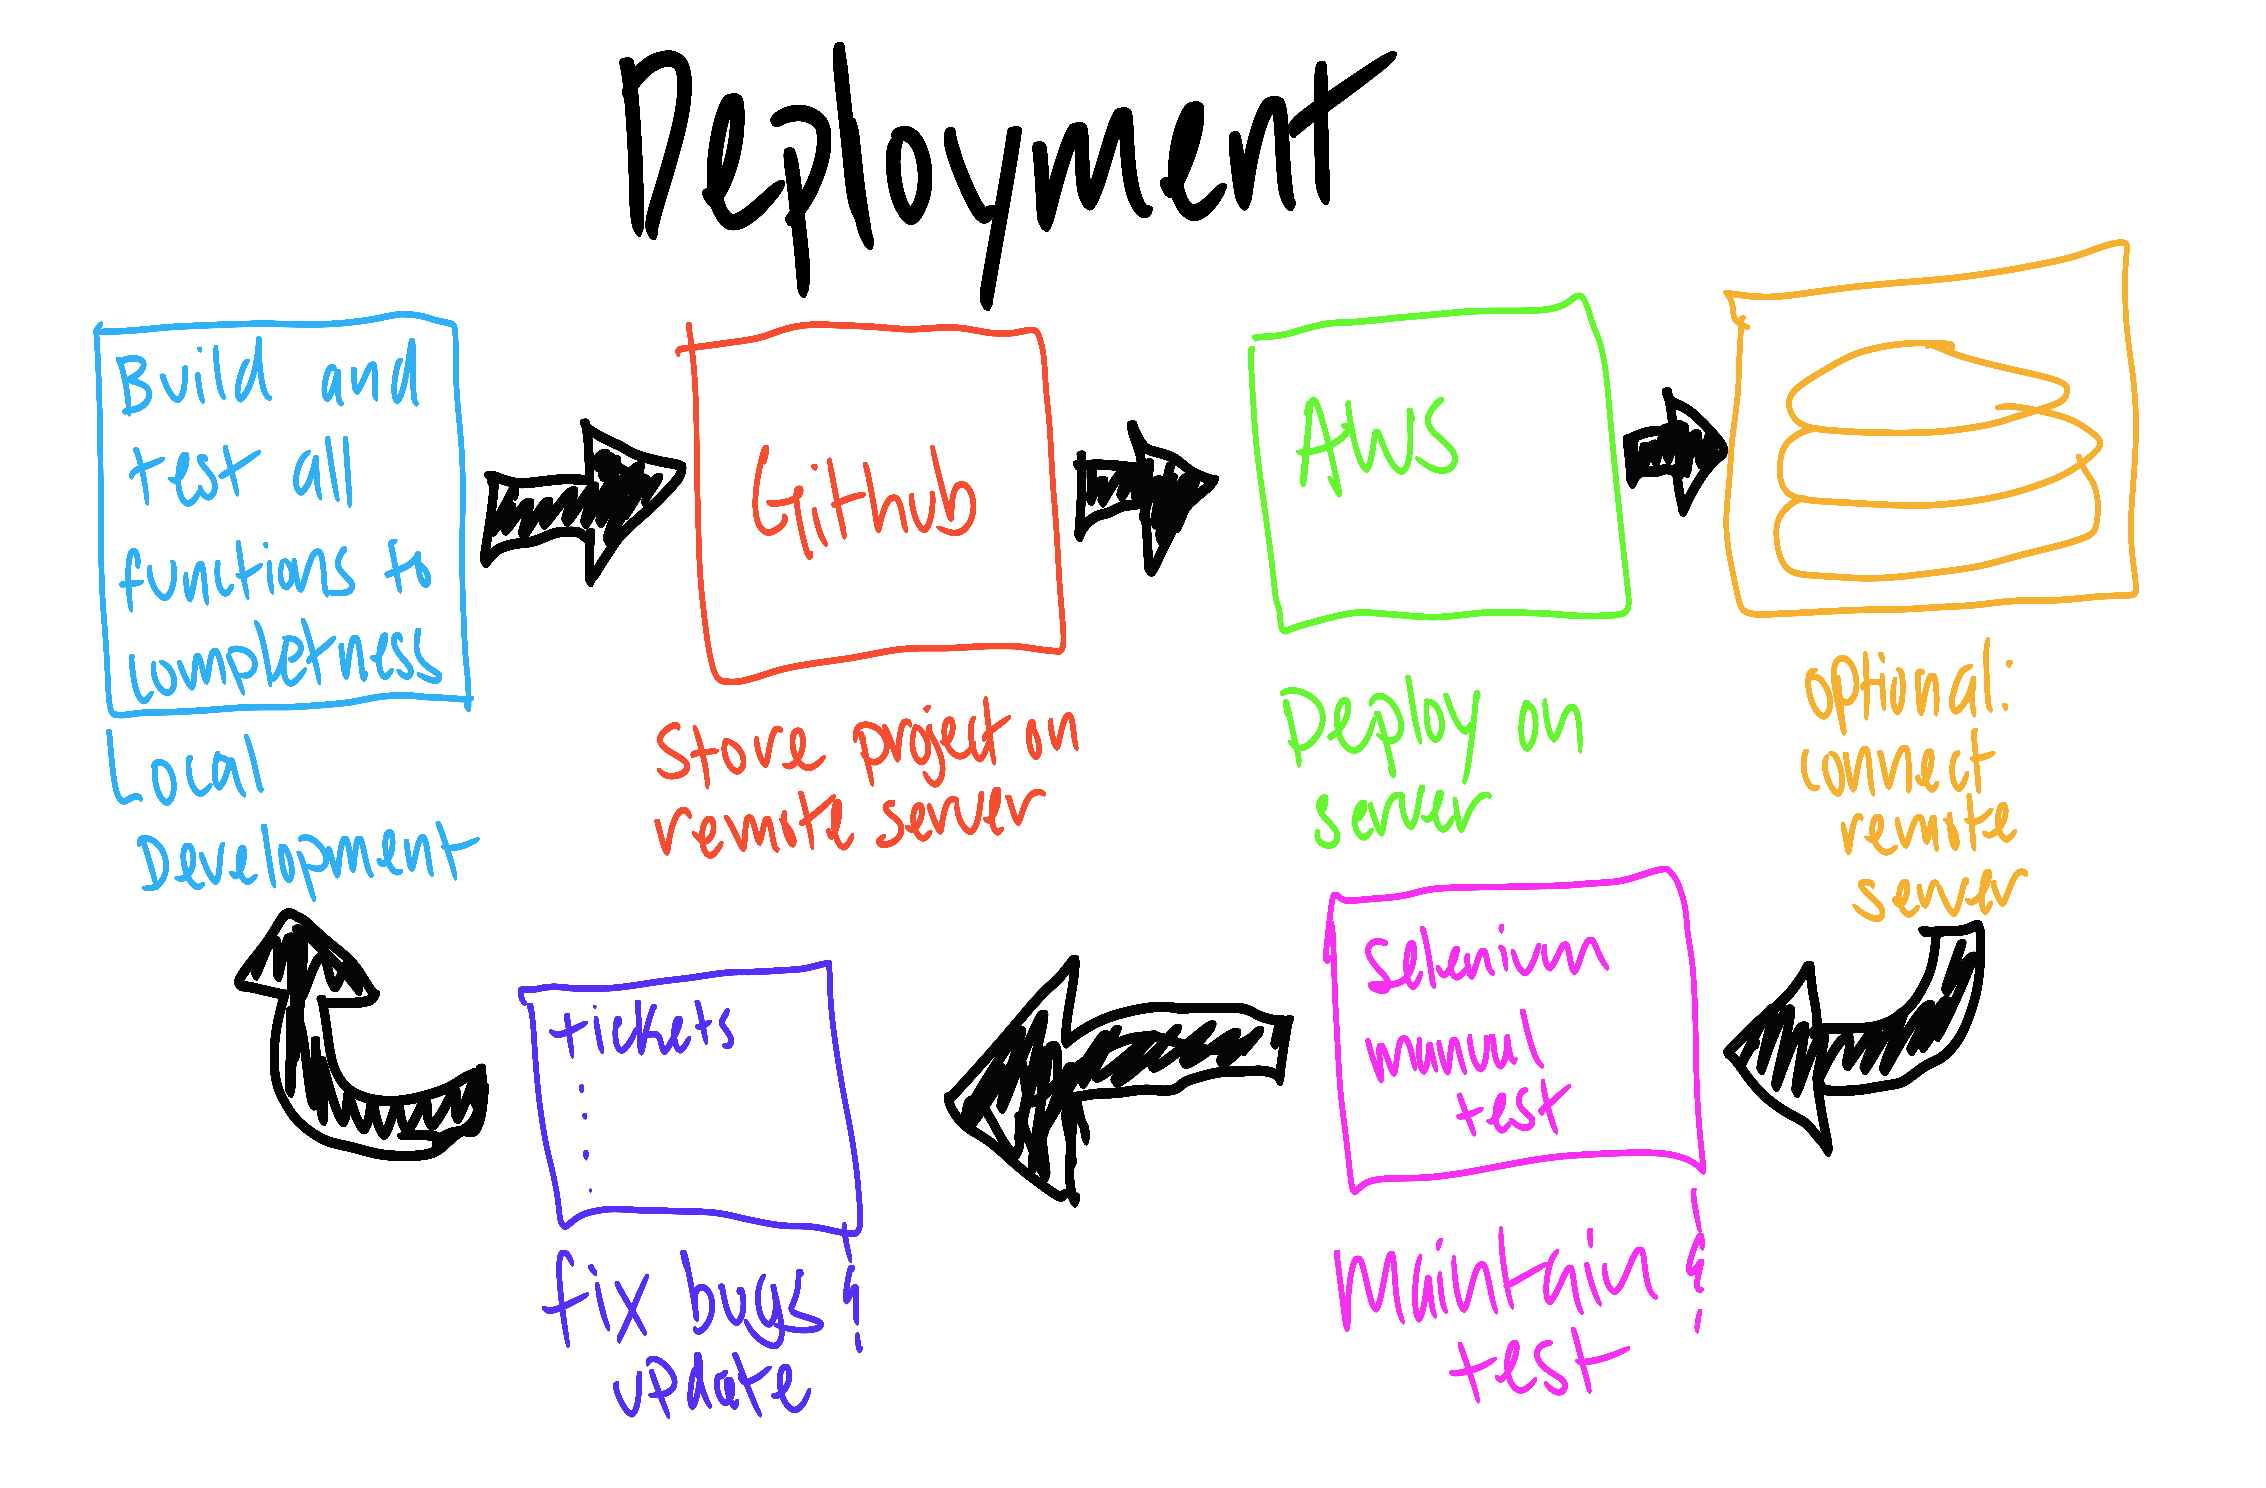 Deployment
Build and
test all
functions to
completness
Local
Development
Github
Store project on
remote server
AWS
Deploy on
server
optional:
connect
remote
server
Selenium
manual
test
Maintain &
test
tickets
fix bugs &
update